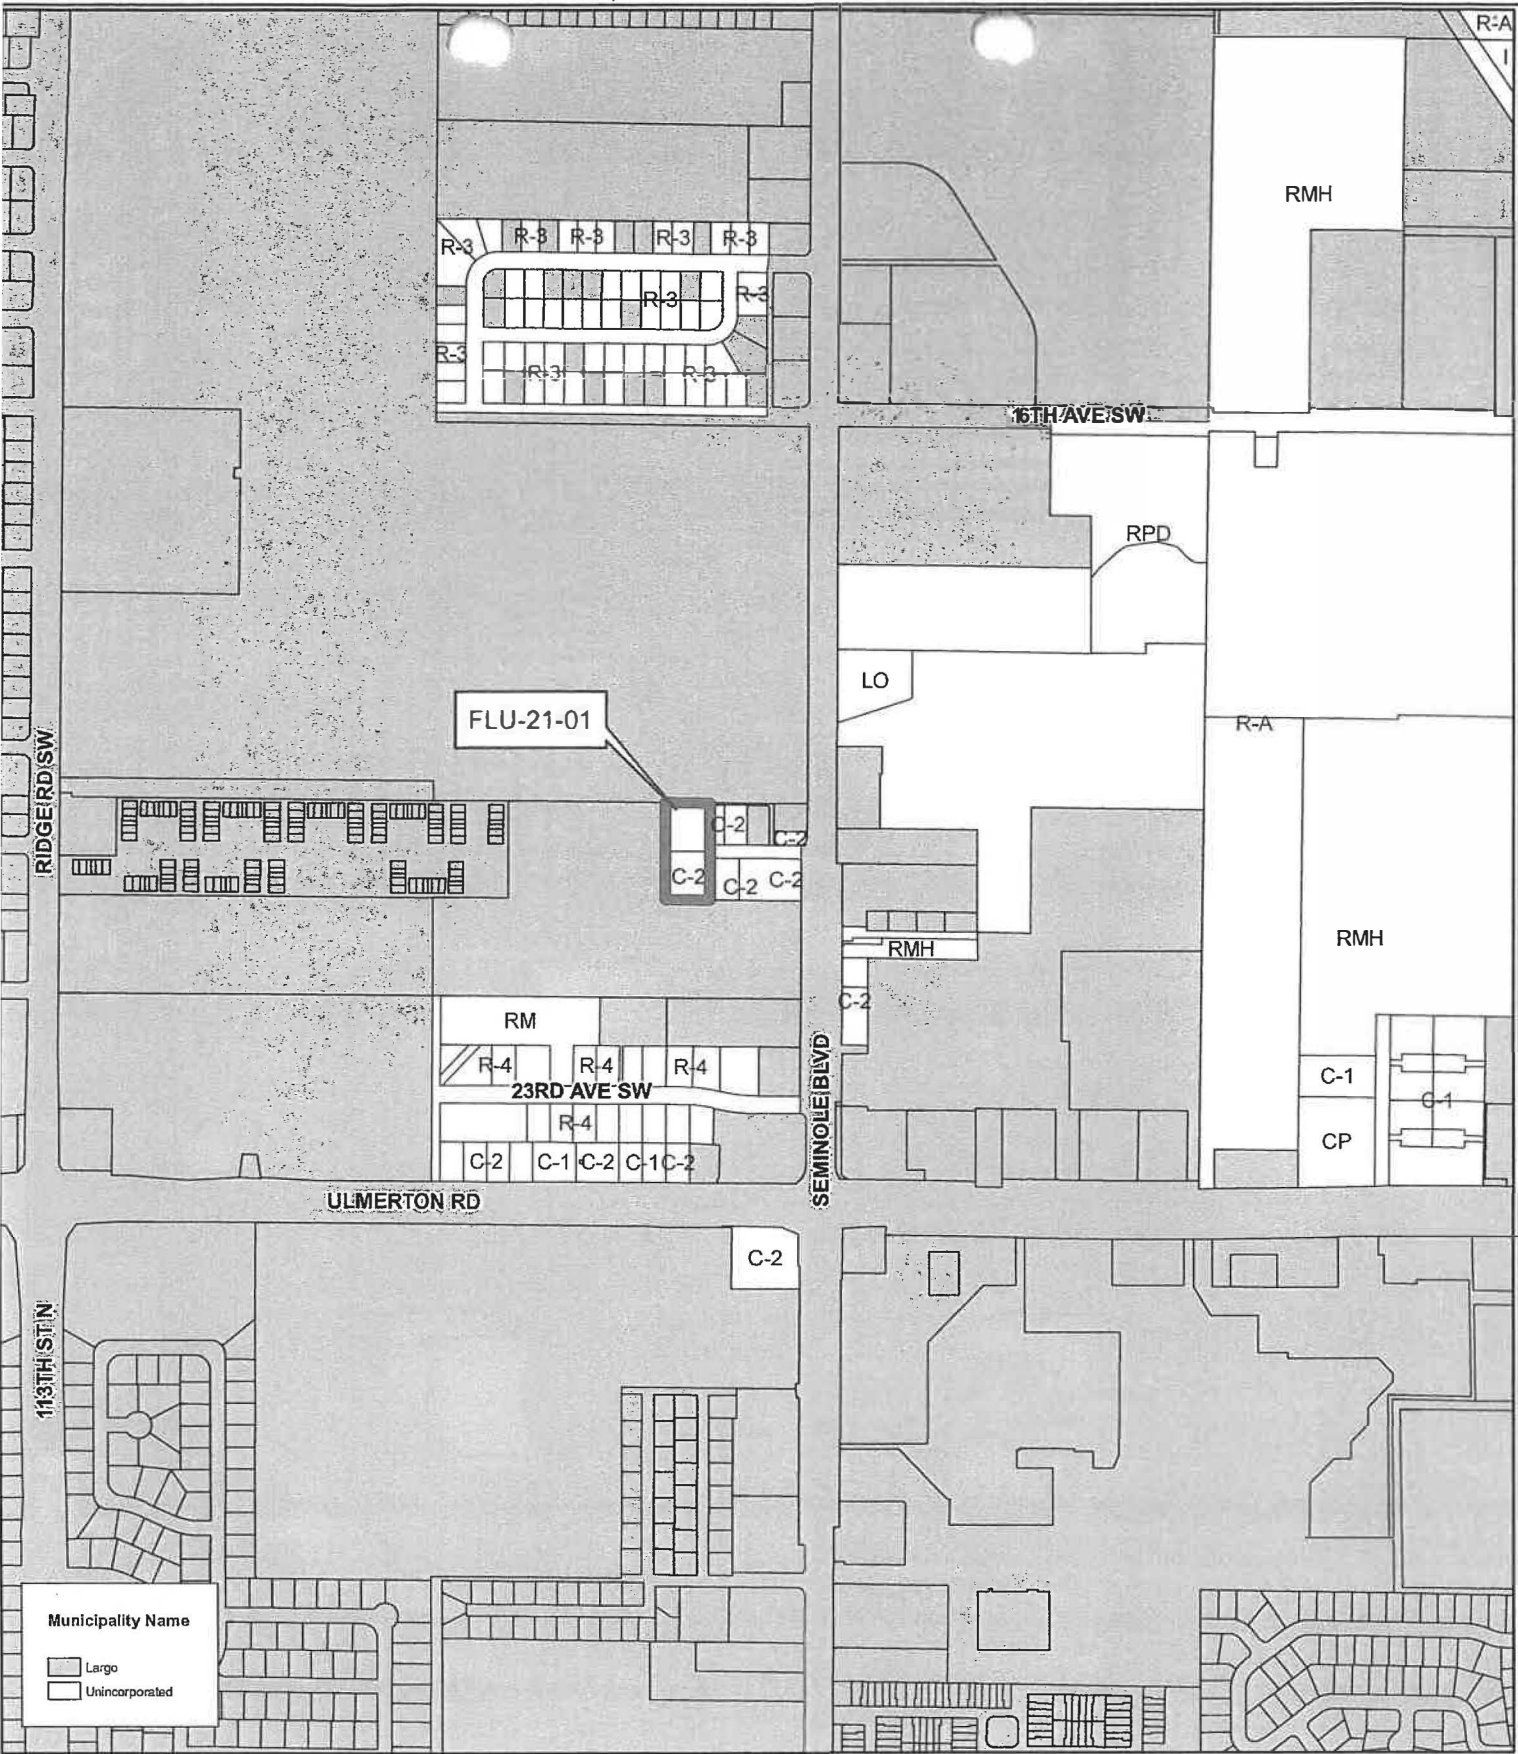 R-A
I
RMH
R-3
R-3
R-3
R-3
R-3
R-3
R-3
R-3
R-3
R-3
16TH AVE SW
RPD
LO
R-A
FLU-21-01
RIDGE RD SW
C-2
C-2
C-2
C-2
C-2
RMH
RMH
C-2
RM
R-4
R-4
R-4
23RD AVE SW
R-4
SEMINOLE BLVD
C-1
C-1
CP
C-2
C-1
C-2
C-1
C-2
ULMERTON RD
C-2
113TH ST N
Municipality Name
Largo
Unincorporated